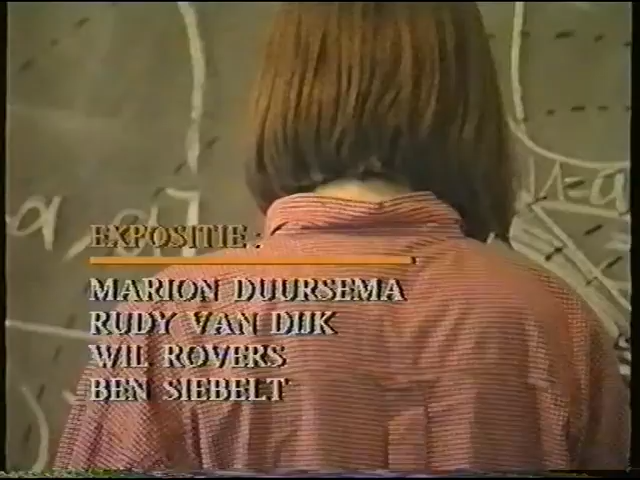 EXPOSITIE:
MARION DUURSEMA
RUDY VAN DIJK
WIL ROVERS
BEN SIEBELT